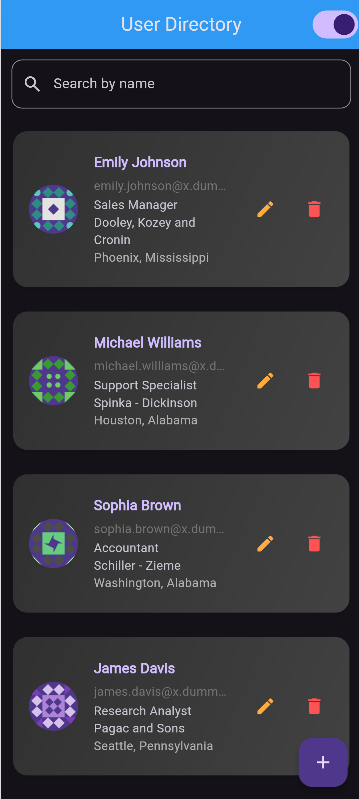 User Directory
Search by name
Emily Johnson
emily.johnson@x.dum...
Sales Manager
Dooley, Kozey and
Cronin
Phoenix, Mississippi
Michael Williams
michael.williams@x.d...
Support Specialist
Spinka - Dickinson
Houston, Alabama
Sophia Brown
sophia.brown@x.dum...
Accountant
Schiller - Zieme
Washington, Alabama
James Davis
james.davis@x.dumm...
Research Analyst
Pagac and Sons
Seattle, Pennsylvania